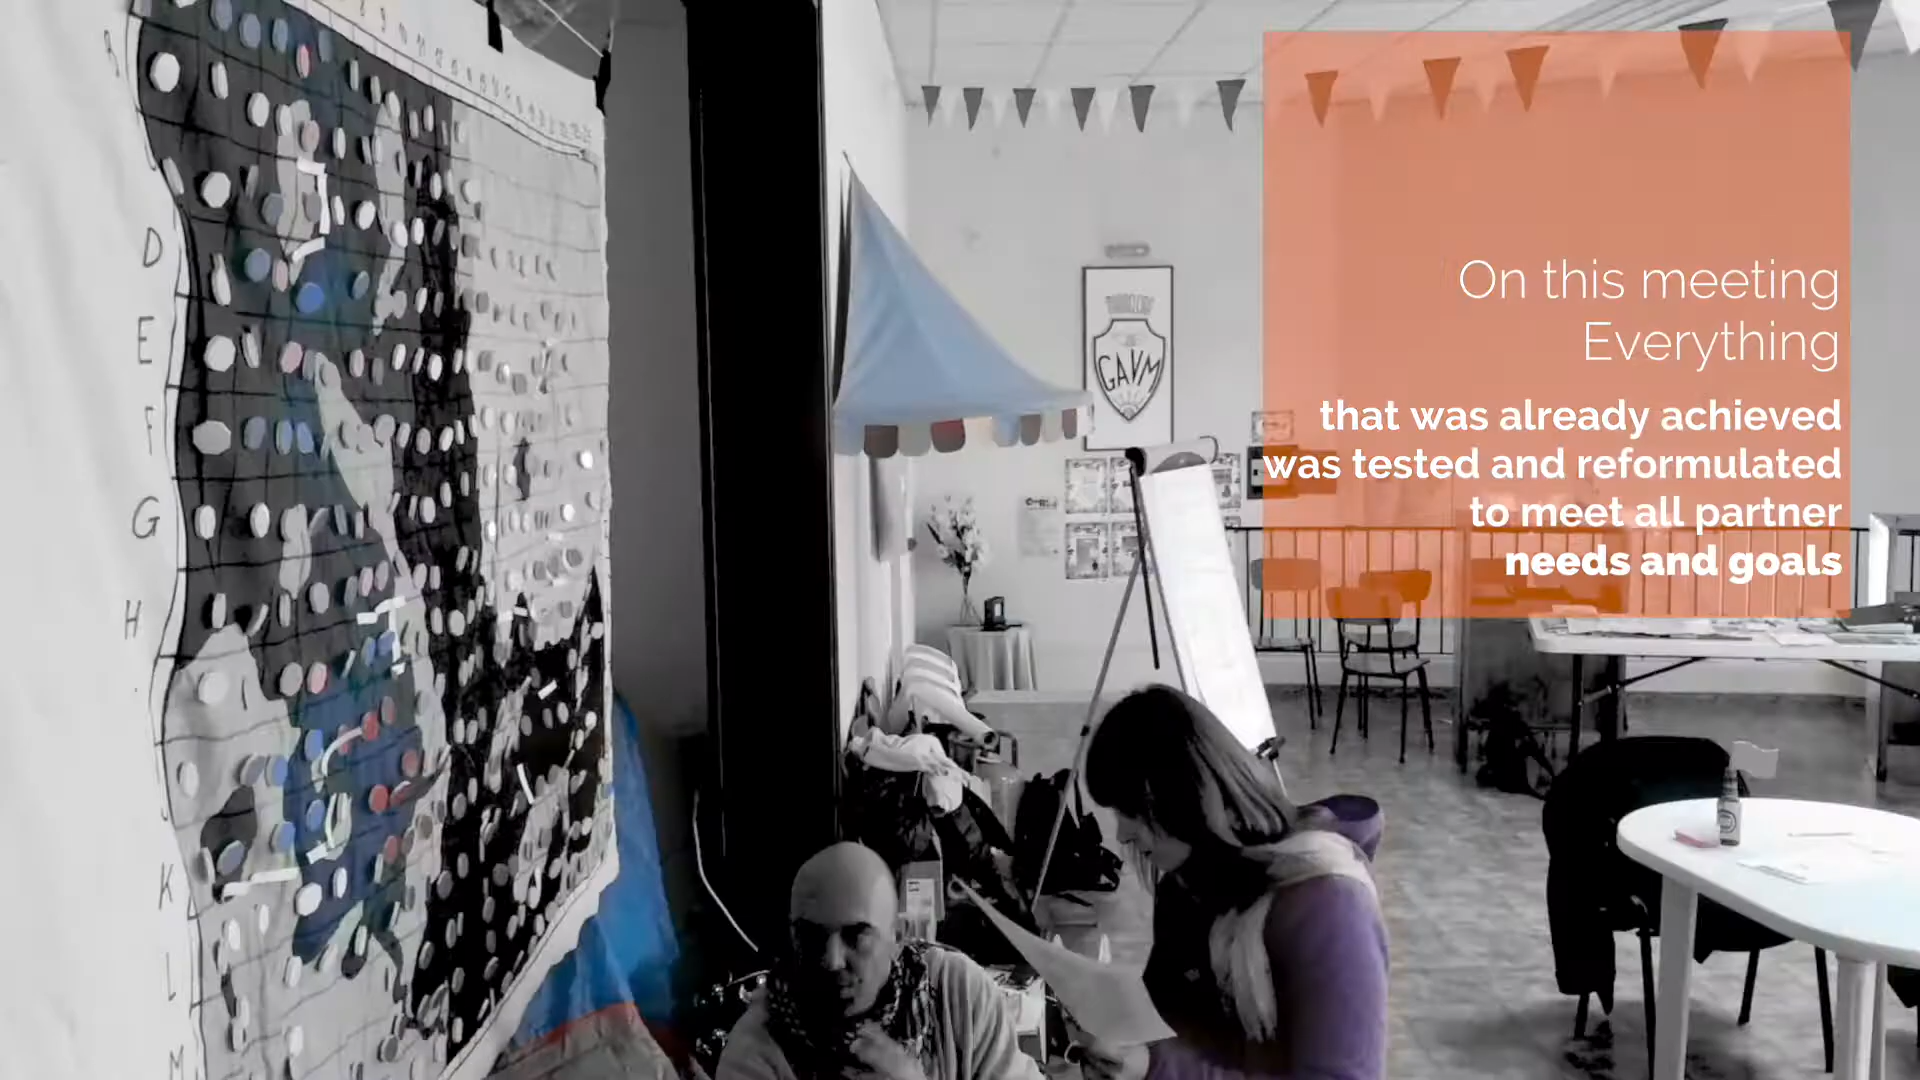 On this meeting
Everything
that was already achieved
was tested and reformulated
to meet all partner
needs and goals
GAVM
D
E
F
G
H
K
L
M